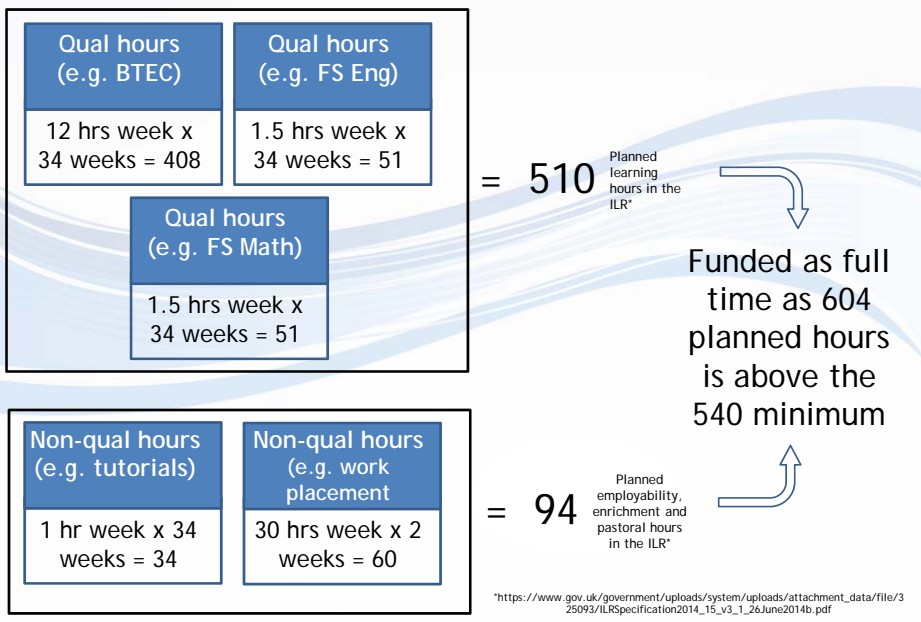 Qual hours
(e.g. BTEC)
12 hrs week x
34 weeks = 408
Qual hours
(e.g. FS Eng)
1.5 hrs week x
34 weeks = 51
Qual hours
(e.g. FS Math)
1.5 hrs week x
34 weeks = 51
= 510
Planned
learning
hours in the
ILR*
Funded as full
time as 604
planned hours
is above the
540 minimum
Non-qual hours
(e.g. tutorials)
1 hr week x 34
weeks = 34
Non-qual hours
(e.g. work
placement
30 hrs week x 2
weeks = 60
= 94
Planned
employability,
enrichment and
pastoral hours
in the ILR*
*https://www.gov.uk/government/uploads/system/uploads/attachment_data/file/3
25093/ILRSpecification2014_15_v3_1_26June2014b.pdf